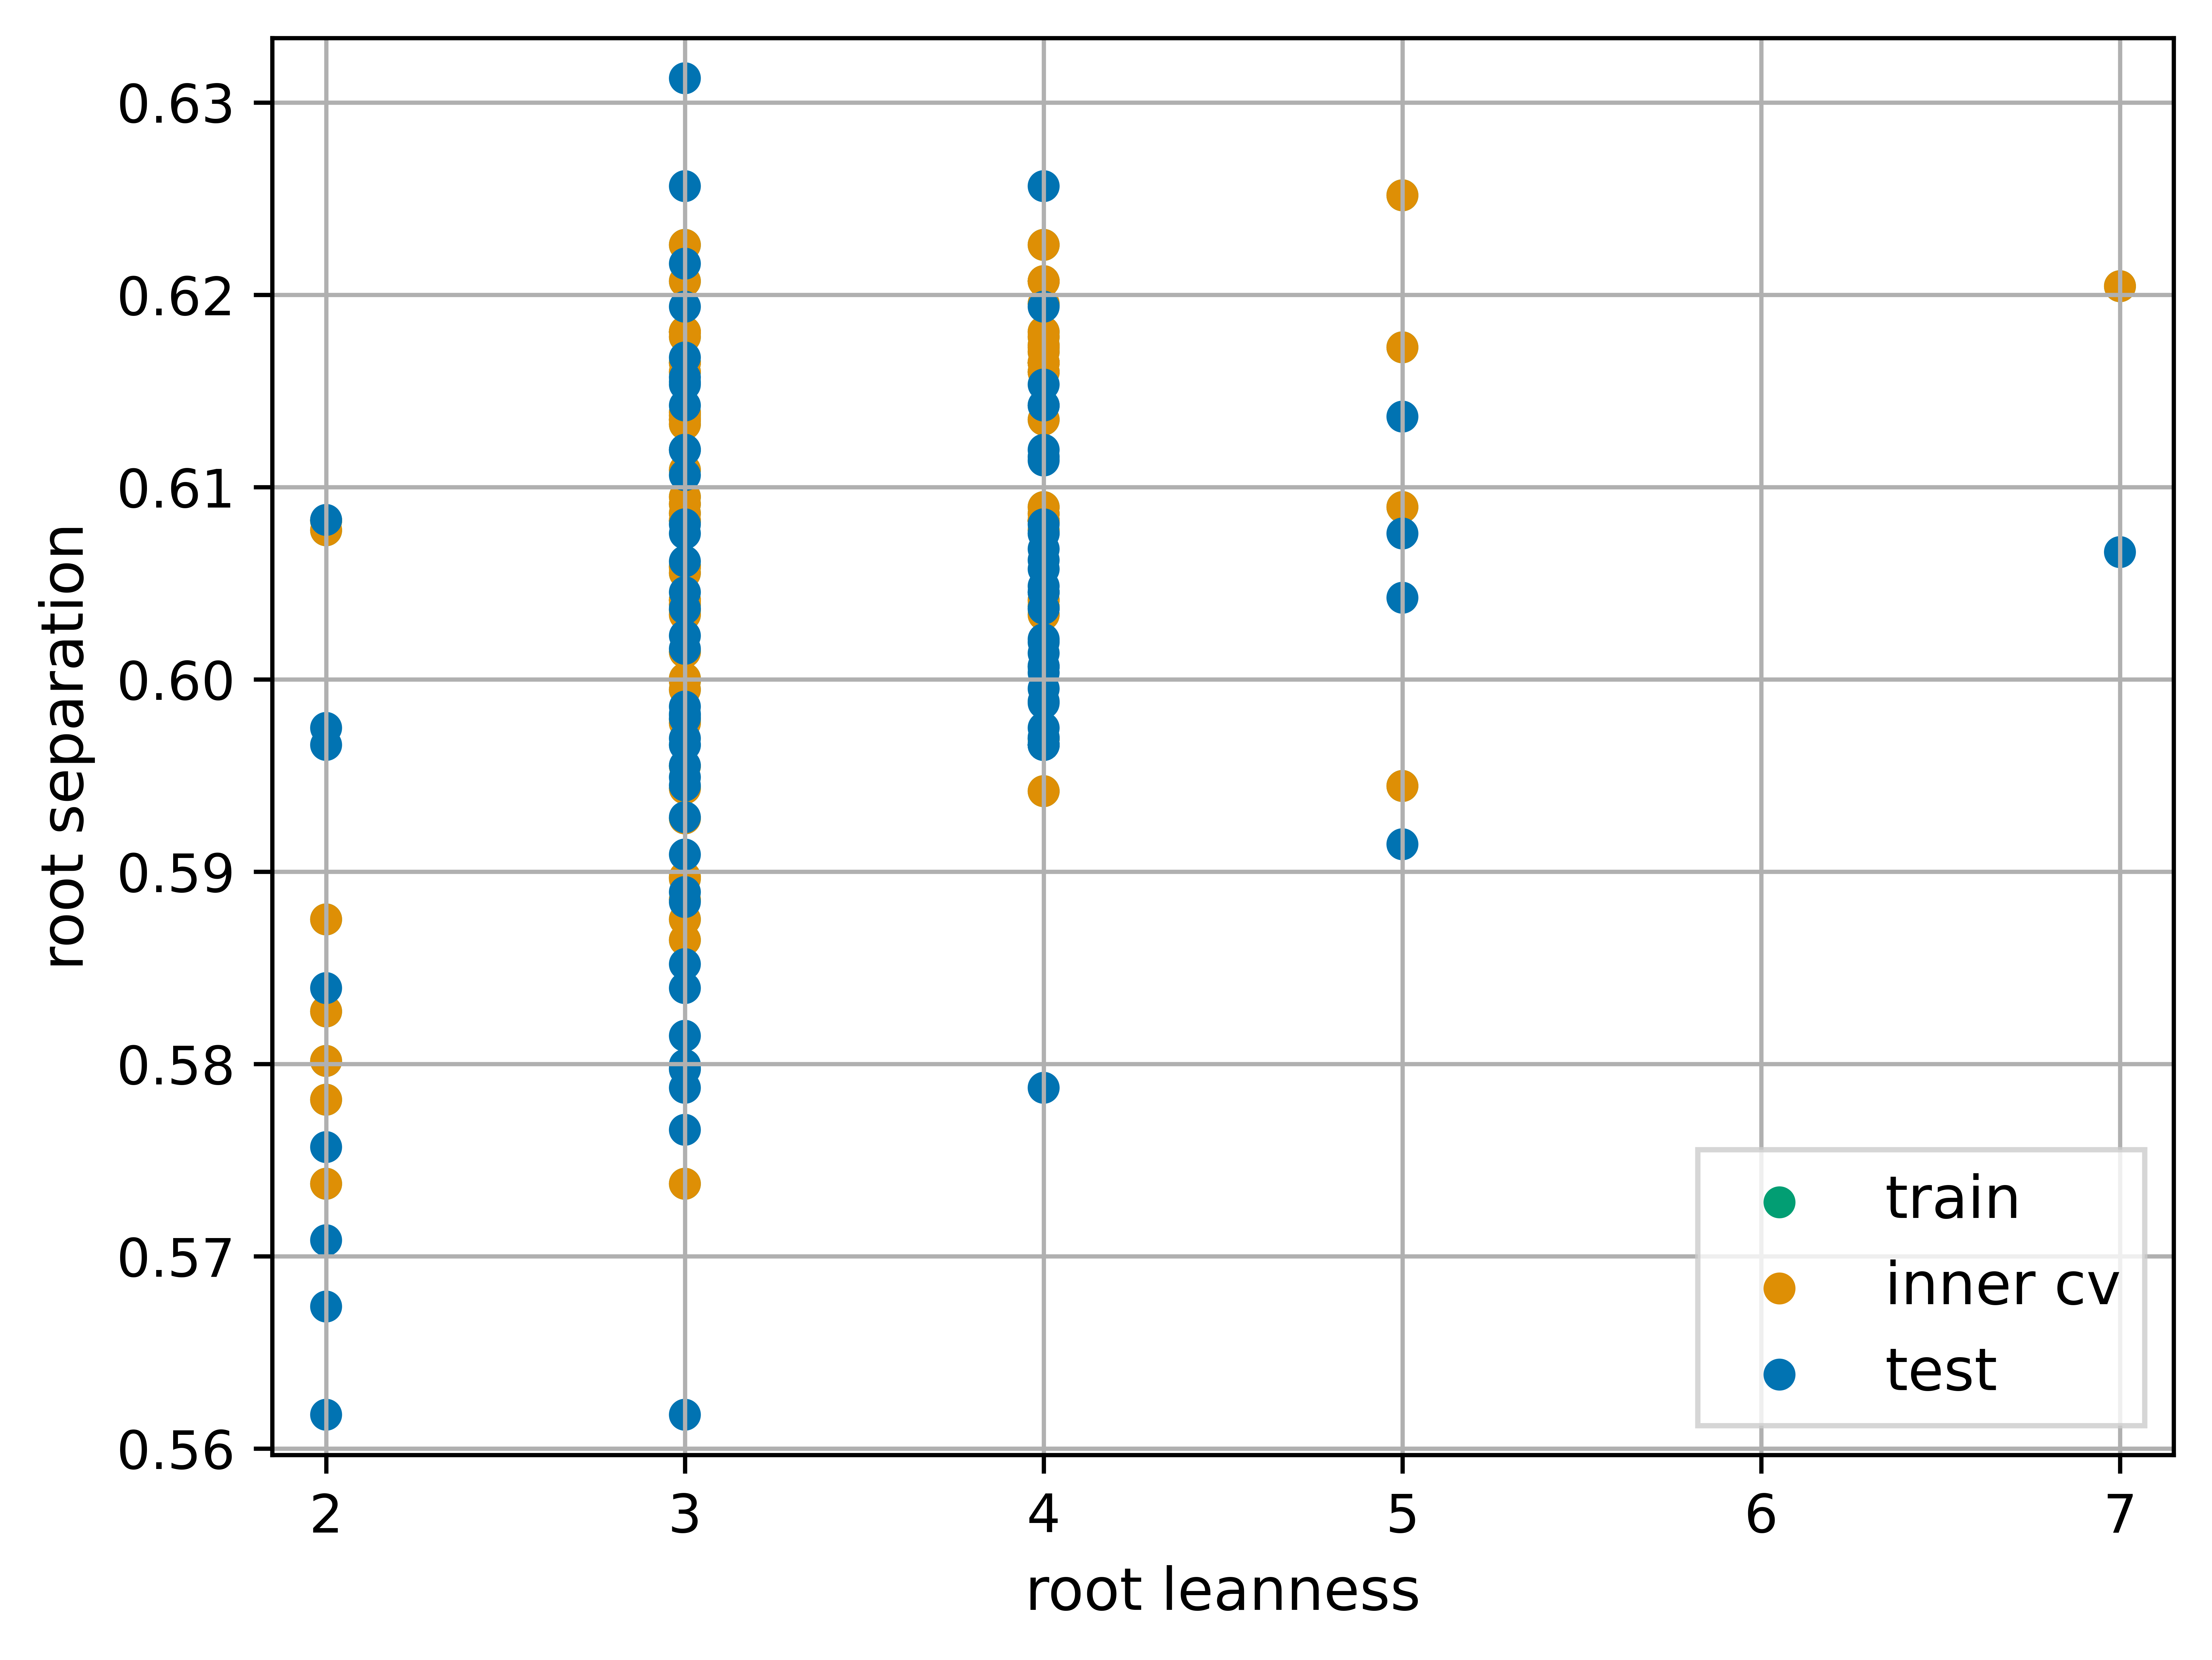 0.63
0.62
0.61
0.60
0.59
0.58
0.57
0.56
root separation
train
inner cv
test
2 3 4 5 6 7
root leanness